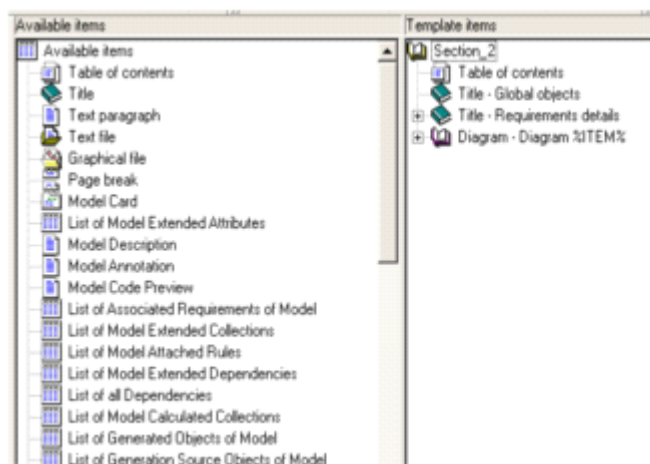 Available items
Available items
Table of contents
Title
Text paragraph
Text file
Graphical file
Page break
Model Card
List of Model Extended Attributes
Model Description
Model Annotation
Model Code Preview
List of Associated Requirements of Model
List of Model Extended Collections
List of Model Attached Rules
List of Model Extended Dependencies
List of all Dependencies
List of Model Calculated Collections
List of Generated Objects of Model
List of Generation Source Objects of Model
Template items
Section_2
Table of contents
Title - Global objects
Title - Requirements details
Diagram - Diagram %ITEM%